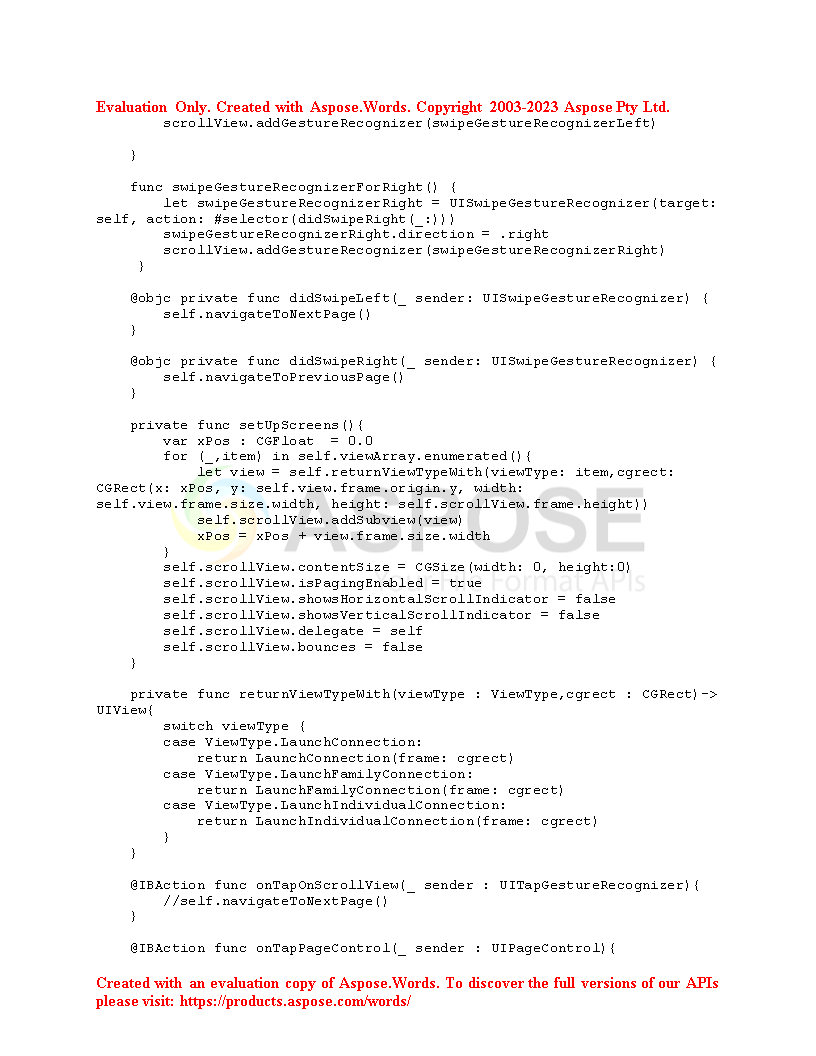 Evaluation Only. Created with Aspose.Words. Copyright 2003-2023 Aspose Pty Ltd.
        scrollView.addGestureRecognizer(swipeGestureRecognizerLeft)

    }

    func swipeGestureRecognizerForRight() {
        let swipeGestureRecognizerRight = UISwipeGestureRecognizer(target:
self, action: #selector(didSwipeRight(_:)))
        swipeGestureRecognizerRight.direction = .right
        scrollView.addGestureRecognizer(swipeGestureRecognizerRight)
     }

    @objc private func didSwipeLeft(_ sender: UISwipeGestureRecognizer) {
        self.navigateToNextPage()
    }

    @objc private func didSwipeRight(_ sender: UISwipeGestureRecognizer) {
        self.navigateToPreviousPage()
    }

    private func setUpScreens(){
        var xPos : CGFloat  = 0.0
        for (_,item) in self.viewArray.enumerated(){
            let view = self.returnViewTypeWith(viewType: item,cgrect:
CGRect(x: xPos, y: self.view.frame.origin.y, width:
self.view.frame.size.width, height: self.scrollView.frame.height))
            self.scrollView.addSubview(view)
            xPos = xPos + view.frame.size.width
        }
        self.scrollView.contentSize = CGSize(width: 0, height:0)
        self.scrollView.isPagingEnabled = true
        self.scrollView.showsHorizontalScrollIndicator = false
        self.scrollView.showsVerticalScrollIndicator = false
        self.scrollView.delegate = self
        self.scrollView.bounces = false
    }

    private func returnViewTypeWith(viewType : ViewType,cgrect : CGRect)->
UIView{
        switch viewType {
        case ViewType.LaunchConnection:
            return LaunchConnection(frame: cgrect)
        case ViewType.LaunchFamilyConnection:
            return LaunchFamilyConnection(frame: cgrect)
        case ViewType.LaunchIndividualConnection:
            return LaunchIndividualConnection(frame: cgrect)
        }
    }

    @IBAction func onTapOnScrollView(_ sender : UITapGestureRecognizer){
        //self.navigateToNextPage()
    }

    @IBAction func onTapPageControl(_ sender : UIPageControl){

ASPOSE
File Format APIs
Created with an evaluation copy of Aspose.Words. To discover the full versions of our APIs
please visit: https://products.aspose.com/words/